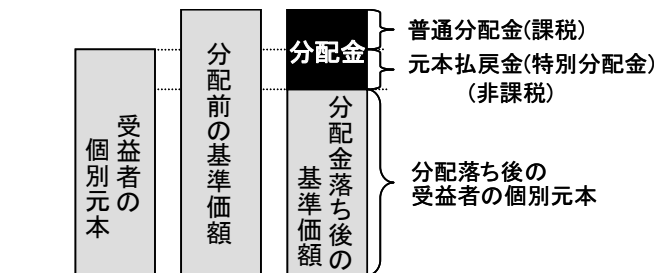 受益者の
個別元本
分配前の基準価額
分配金
分配金落ち後の
基準価額
普通分配金(課税)
元本払戻金(特別分配金)
(非課税)
分配落ち後の
受益者の個別元本